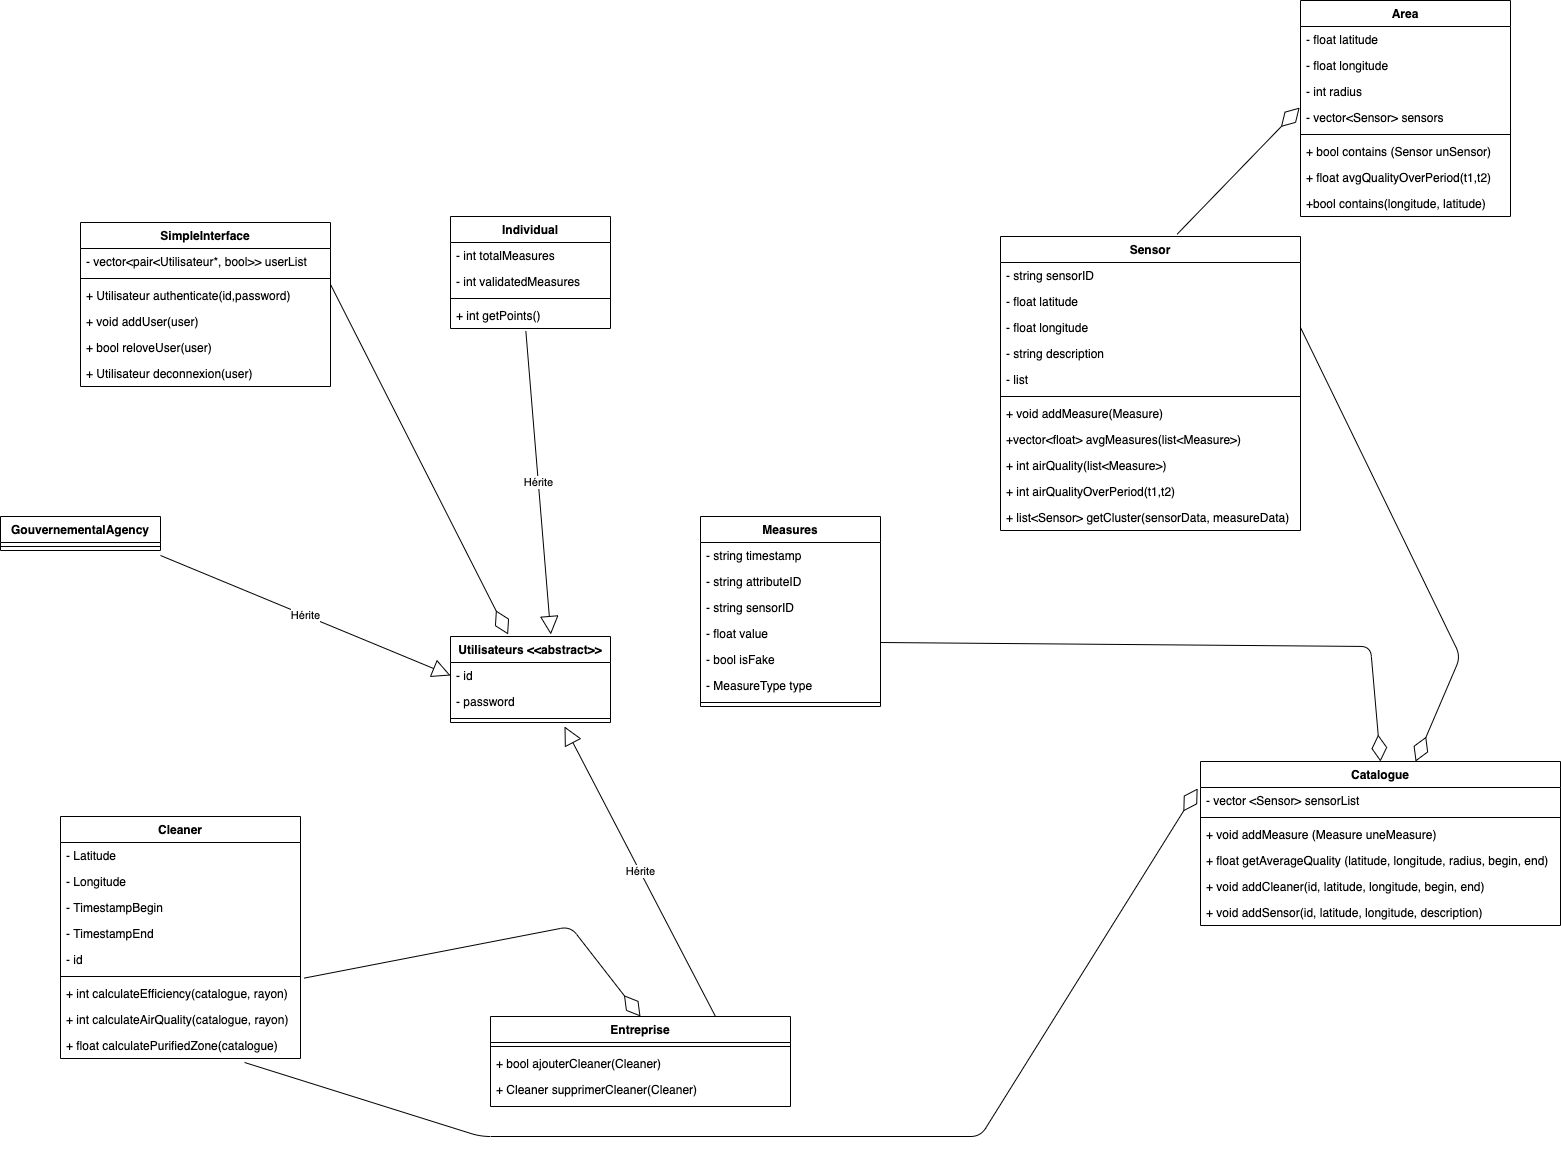 Area
- float latitude
- float longitude
- int radius
- vector<Sensor> sensors
+ bool contains (Sensor unSensor)
+ float avgQualityOverPeriod(t1,t2)
+bool contains(longitude, latitude)
SimpleInterface
- vector<pair<Utilisateur*, bool>> userList
+ Utilisateur authenticate(id,password)
+ void addUser(user)
+ bool reloveUser(user)
+ Utilisateur deconnexion(user)
Individual
- int totalMeasures
- int validatedMeasures
+ int getPoints()
Sensor
- string sensorID
- float latitude
- float longitude
- string description
- list
+ void addMeasure(Measure)
+vector<float> avgMeasures(list<Measure>)
+ int airQuality(list<Measure>)
+ int airQualityOverPeriod(t1,t2)
+ list<Sensor> getCluster(sensorData, measureData)
Hérite
GouvernementalAgency
Hérite
Measures
- string timestamp
- string attributeID
- string sensorID
- float value
- bool isFake
- MeasureType type
Utilisateurs <<abstract>>
- id
- password
Catalogue
- vector <Sensor> sensorList
+ void addMeasure (Measure uneMeasure)
+ float getAverageQuality (latitude, longitude, radius, begin, end)
+ void addCleaner(id, latitude, longitude, begin, end)
+ void addSensor(id, latitude, longitude, description)
Cleaner
- Latitude
- Longitude
- TimestampBegin
- TimestampEnd
- id
+ int calculateEfficiency(catalogue, rayon)
+ int calculateAirQuality(catalogue, rayon)
+ float calculatePurifiedZone(catalogue)
Hérite
Entreprise
+ bool ajouterCleaner(Cleaner)
+ Cleaner supprimerCleaner(Cleaner)